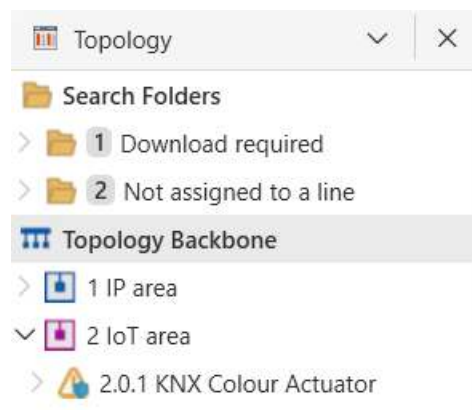 Topology
Search Folders
1 Download required
2 Not assigned to a line
Topology Backbone
1 IP area
2 IoT area
2.0.1 KNX Colour Actuator